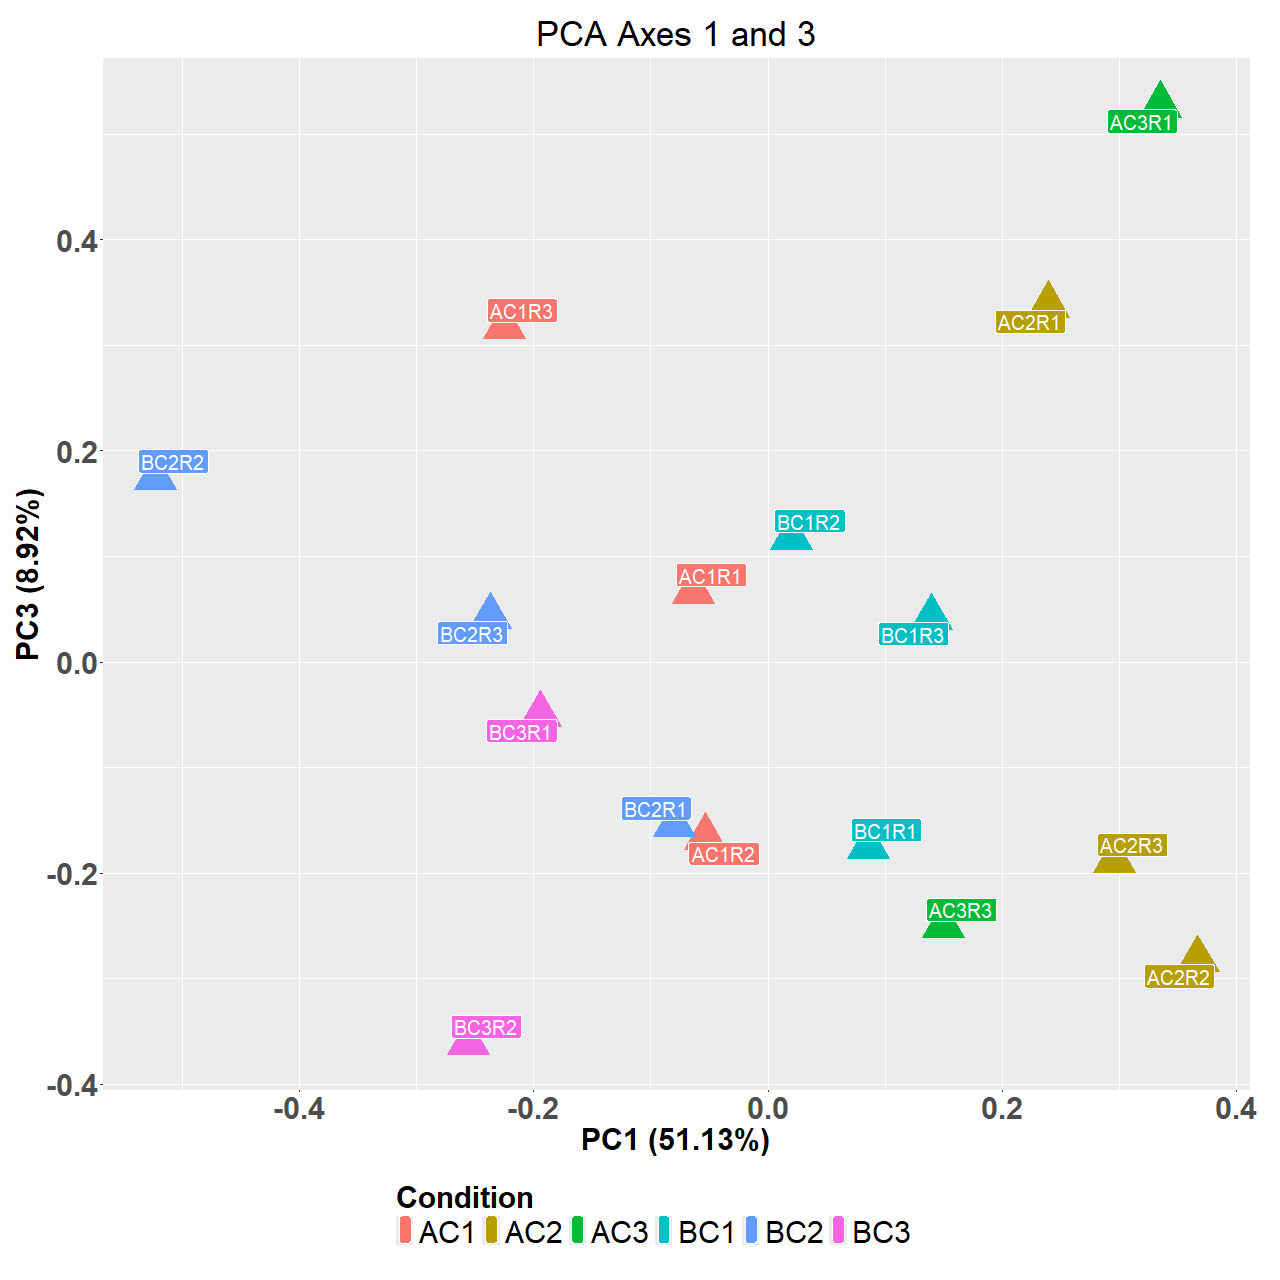 PCA Axes 1 and 3
AC3R1
0.4
AC1R3
AC2R1
0.2
BC2R2
BC1R2
AC1R1
BC2R3
BC1R3
PC3 (8.92%)
0.0
BC3R1
BC2R1
AC1R2
BC1R1
AC2R3
-0.2
AC3R3
AC2R2
BC3R2
-0.4
-0.4 -0.2 0.0 0.2 0.4
PC1 (51.13%)
Condition
AC1 AC2 AC3 BC1 BC2 BC3